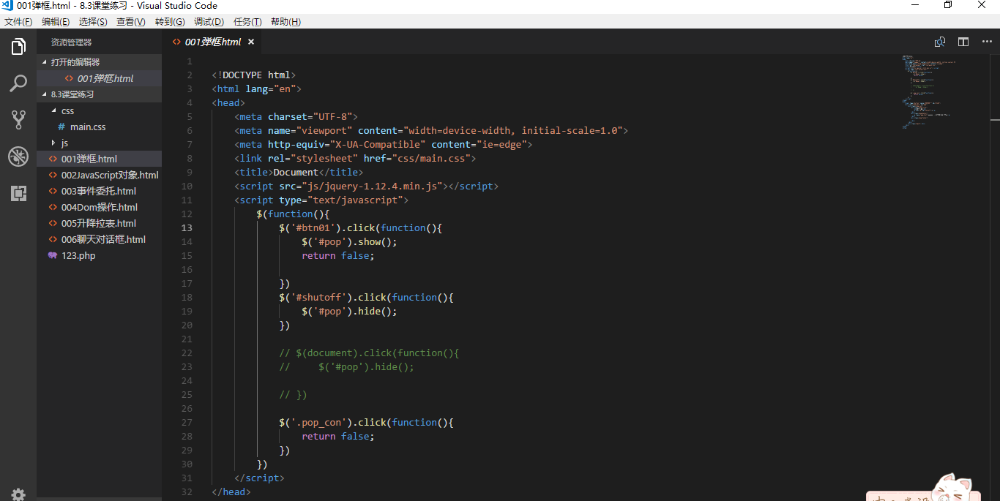 001弹框.html - 8.3课堂练习 - Visual Studio Code
文件(F) 编辑(E) 选择(S) 查看(V) 转到(G) 调试(D) 任务(T) 帮助(H)
资源管理器
打开的编辑器
001弹框.html
8.3课堂练习
css
main.css
js
001弹框.html
002JavaScript对象.html
003事件委托.html
004Dom操作.html
005升降拉表.html
006聊天对话框.html
123.php
001弹框.html
1
2 <!DOCTYPE html>
3 <html lang="en">
4 <head>
5 <meta charset="UTF-8">
6 <meta name="viewport" content="width=device-width, initial-scale=1.0">
7 <meta http-equiv="X-UA-Compatible" content="ie=edge">
8 <link rel="stylesheet" href="css/main.css">
9 <title>Document</title>
10 <script src="js/jquery-1.12.4.min.js"></script>
11 <script type="text/javascript">
12 $(function(){
13 $('#btn01').click(function(){
14 $('#pop').show();
15 return false;
16
17 })
18 $('#shutoff').click(function(){
19 $('#pop').hide();
20 })
21
22 // $(document).click(function(){
23 //     $('#pop').hide();
24
25 // })
26
27 $('.pop_con').click(function(){
28 return false;
29 })
30 })
31 </script>
32 </head>